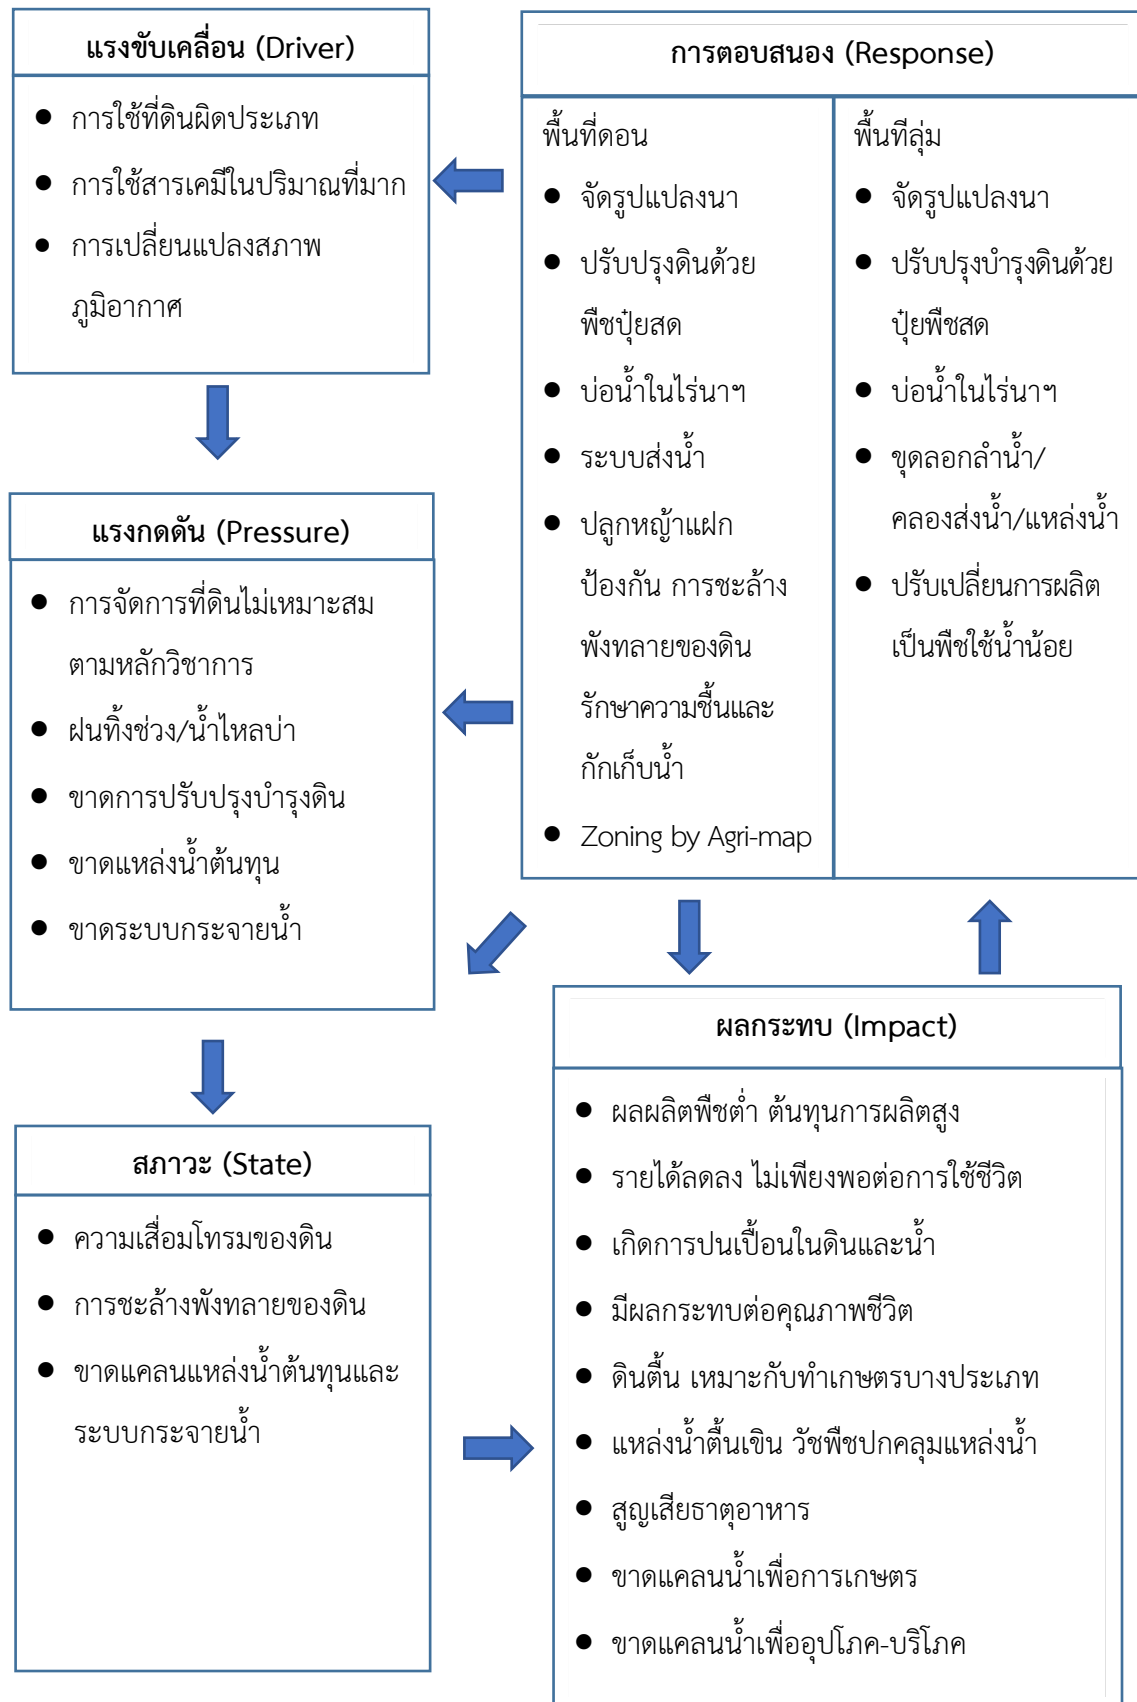 แรงขับเคลื่อน (Driver)
● การใช้ที่ดินผิดประเภท
● การใช้สารเคมีในปริมาณที่มาก
● การเปลี่ยนแปลงสภาพ
ภูมิอากาศ
แรงกดดัน (Pressure)
● การจัดการที่ดินไม่เหมาะสม
ตามหลักวิชาการ
● ฝนทิ้งช่วง/น้ำไหลบ่า
● ขาดการปรับปรุงบำรุงดิน
● ขาดแหล่งน้ำต้นทุน
● ขาดระบบกระจายน้ำ
สภาวะ (State)
● ความเสื่อมโทรมของดิน
● การชะล้างพังทลายของดิน
● ขาดแคลนแหล่งน้ำต้นทุนและ
ระบบกระจายน้ำ
การตอบสนอง (Response)
พื้นที่ดอน
● จัดรูปแปลงนา
● ปรับปรุงดินด้วย
พืชปุ๋ยสด
● บ่อน้ำในไร่นาฯ
● ระบบส่งน้ำ
● ปลูกหญ้าแฝก
ป้องกัน การชะล้าง
พังทลายของดิน
รักษาความชื้นและ
กักเก็บน้ำ
● Zoning by Agri-map
พื้นทีลุ่ม
● จัดรูปแปลงนา
● ปรับปรุงบำรุงดินด้วย
ปุ๋ยพืชสด
● บ่อน้ำในไร่นาฯ
● ขุดลอกลำน้ำ/
คลองส่งน้ำ/แหล่งน้ำ
● ปรับเปลี่ยนการผลิต
เป็นพืชใช้น้ำน้อย
ผลกระทบ (Impact)
● ผลผลิตพืชต่ำ ต้นทุนการผลิตสูง
● รายได้ลดลง ไม่เพียงพอต่อการใช้ชีวิต
● เกิดการปนเปื้อนในดินและน้ำ
● มีผลกระทบต่อคุณภาพชีวิต
● ดินตื้น เหมาะกับทำเกษตรบางประเภท
● แหล่งน้ำตื้นเขิน วัชพืชปกคลุมแหล่งน้ำ
● สูญเสียธาตุอาหาร
● ขาดแคลนน้ำเพื่อการเกษตร
● ขาดแคลนน้ำเพื่ออุปโภค-บริโภค